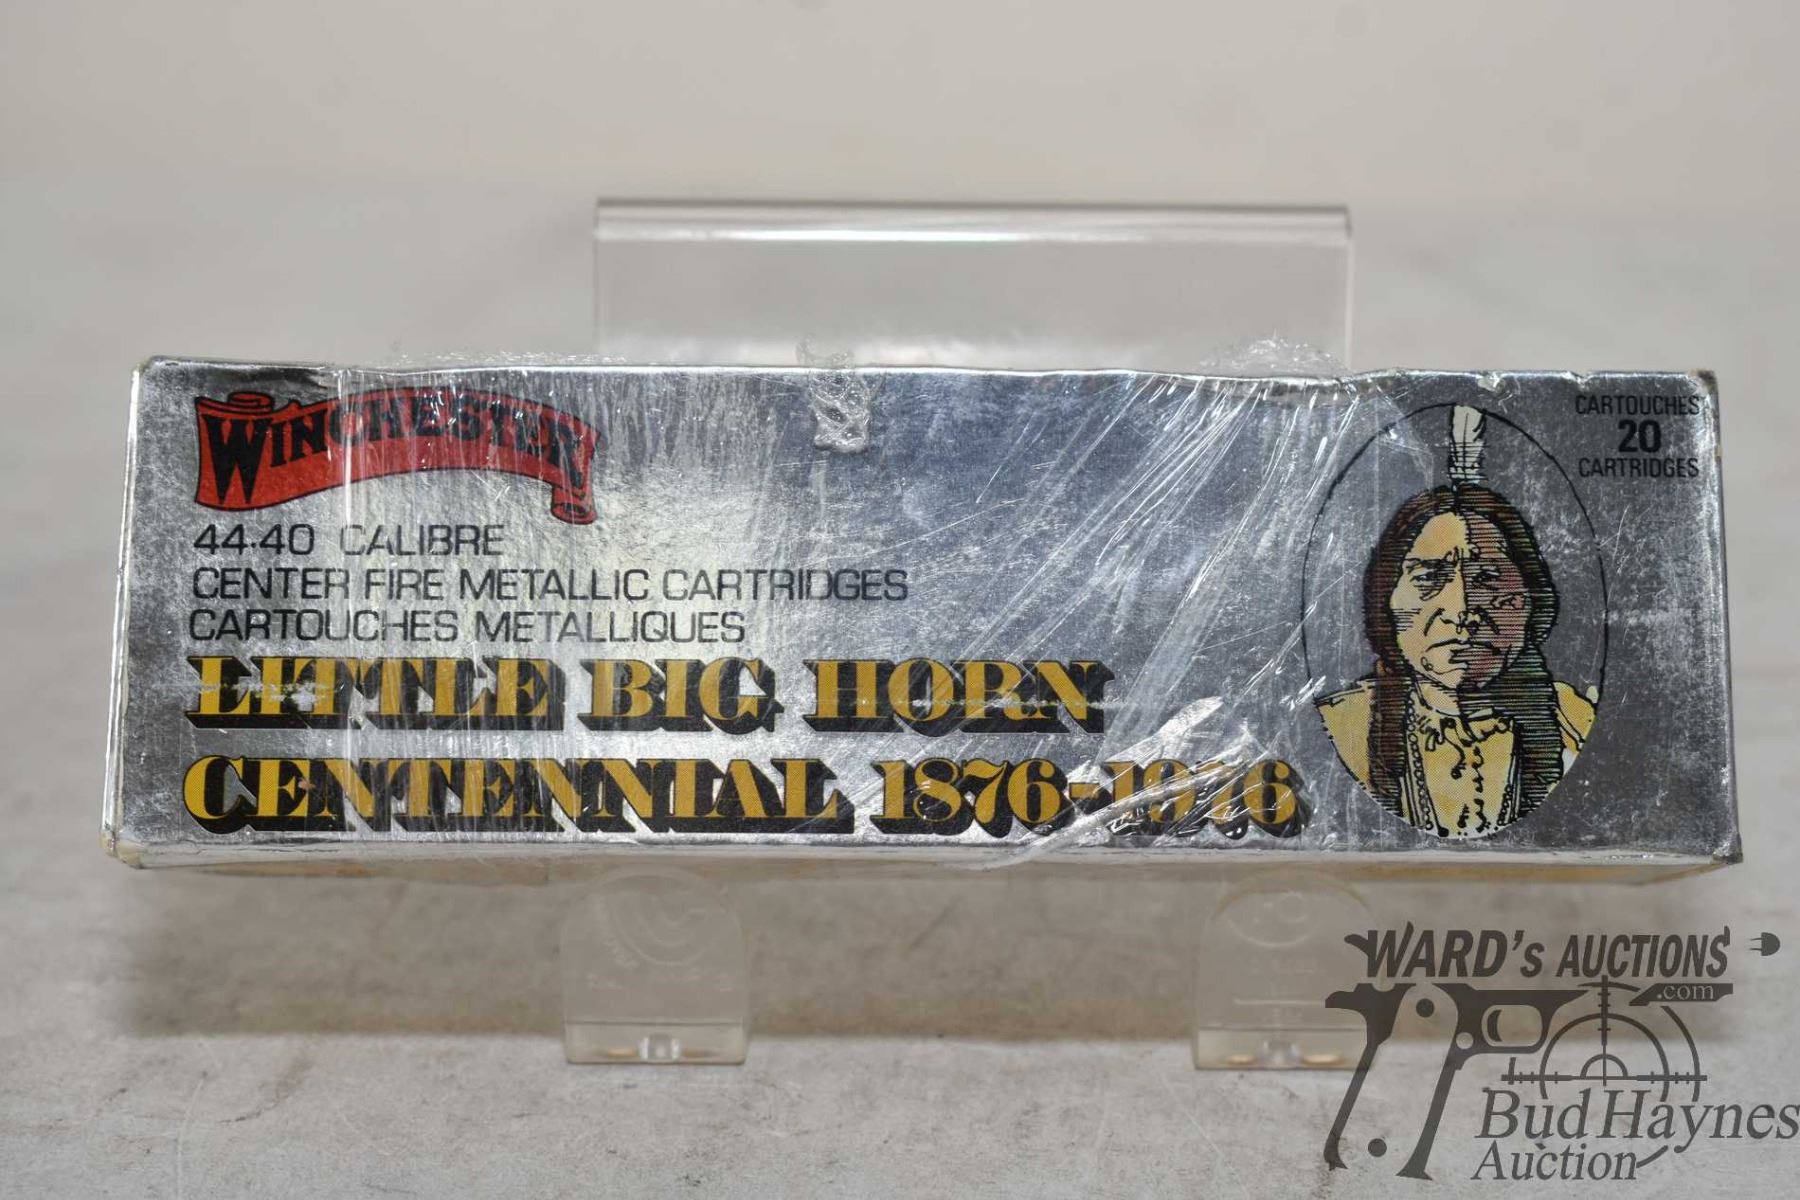 WINCHESTER
44·40 CALIBRE
CENTER FIRE METALLIC CARTRIDGES
CARTOUCHES METALLIQUES
LITTLE BIG HORN
CENTENNIAL 1876-1976
CARTOUCHES
20
CARTRIDGES
WARD's AUCTIONS
.com
Bud Haynes
Auction